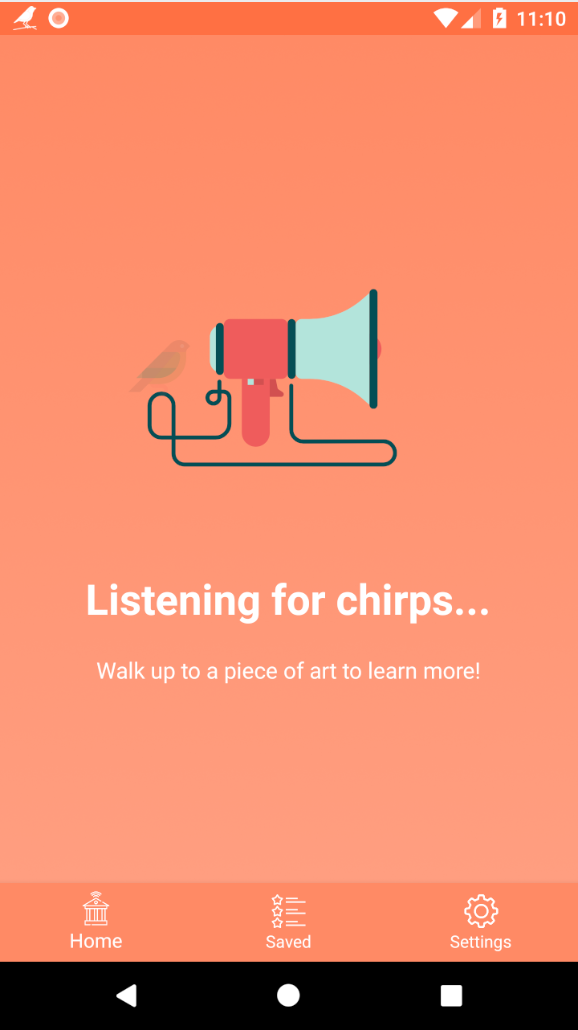 11:10
Listening for chirps...
Walk up to a piece of art to learn more!
Home
Saved
Settings